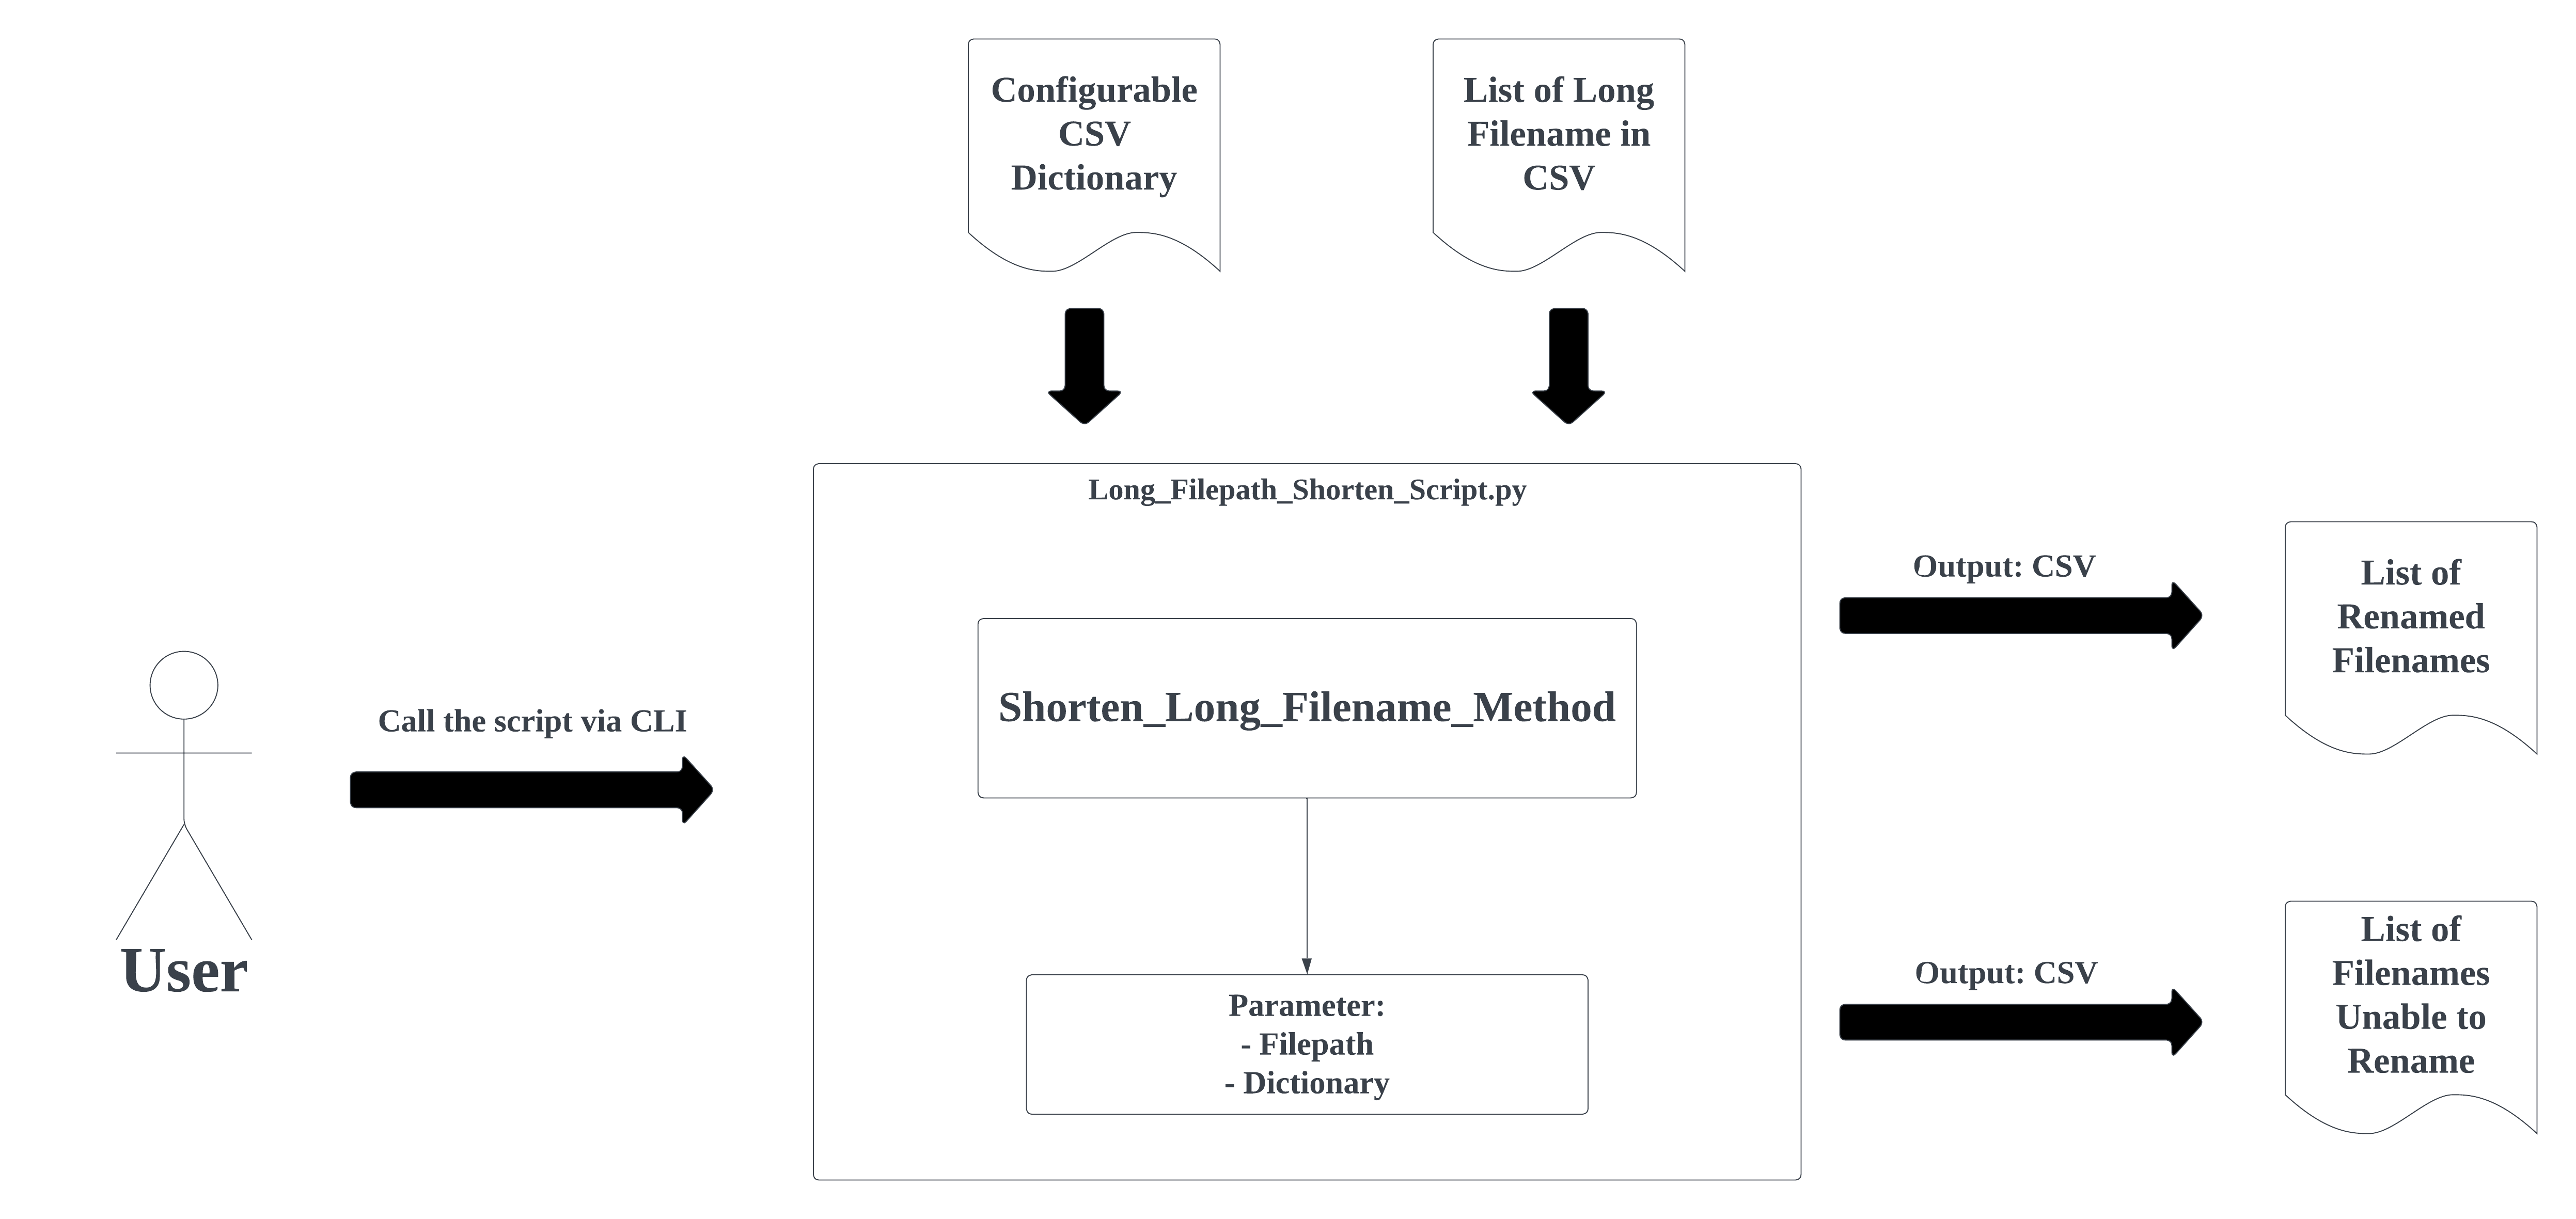 Configurable
CSV
Dictionary
List of Long
Filename in
CSV
Long_Filepath_Shorten_Script.py
Shorten_Long_Filename_Method
Parameter:
- Filepath
- Dictionary
User
Call the script via CLI
Output: CSV
List of
Renamed
Filenames
Output: CSV
List of
Filenames
Unable to
Rename